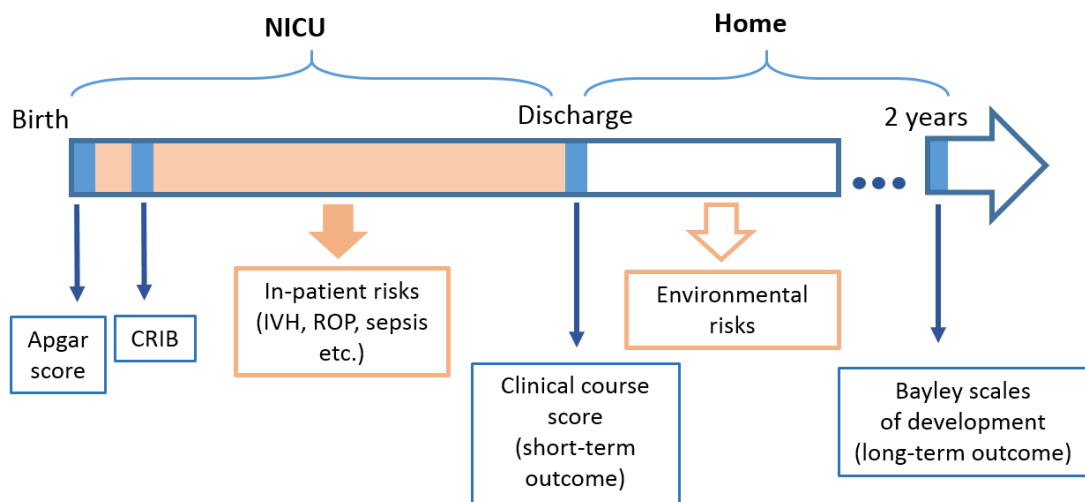 NICU
Home
Birth
Discharge
2 years
Apgar
score
CRIB
In-patient risks
(IVH, ROP, sepsis
etc.)
Clinical course
score
(short-term
outcome)
Environmental
risks
Bayley scales
of development
(long-term outcome)